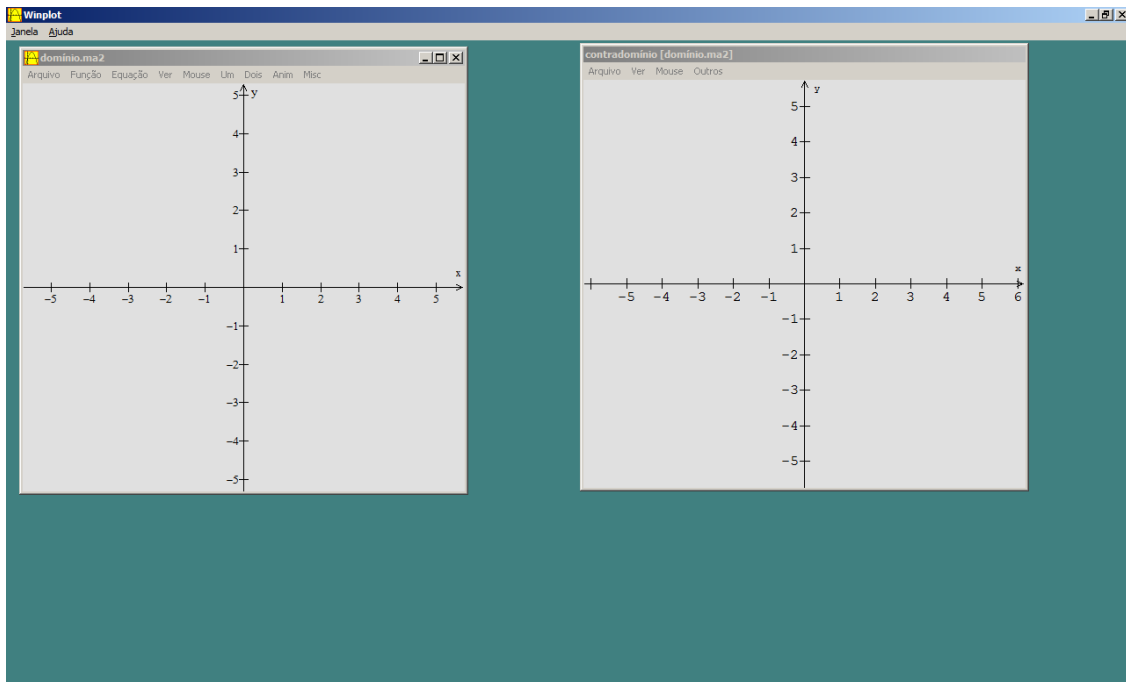 Winplot
Janela Ajuda
domínio.ma2
Arquivo Função Equação Ver Mouse Um Dois Anim Misc
5 y
4
3
2
1
x
-5 -4 -3 -2 -1 1 2 3 4 5
-1
-2
-3
-4
-5
contradomínio [domínio.ma2]
Arquivo Ver Mouse Outros
y
5
4
3
2
1
x
-5 -4 -3 -2 -1 1 2 3 4 5 6
-1
-2
-3
-4
-5